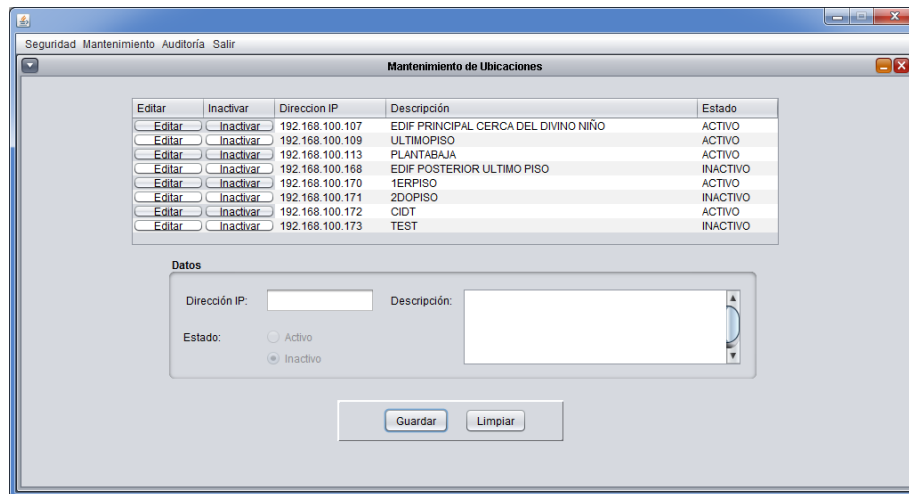 Seguridad Mantenimiento Auditoría Salir
Mantenimiento de Ubicaciones
Editar Inactivar Direccion IP Descripción Estado
Editar Inactivar 192.168.100.107 EDIF PRINCIPAL CERCA DEL DIVINO NIÑO ACTIVO
Editar Inactivar 192.168.100.109 ULTIMOPISO ACTIVO
Editar Inactivar 192.168.100.113 PLANTABAJA ACTIVO
Editar Inactivar 192.168.100.168 EDIF POSTERIOR ULTIMO PISO INACTIVO
Editar Inactivar 192.168.100.170 1ERPISO ACTIVO
Editar Inactivar 192.168.100.171 2DOPISO INACTIVO
Editar Inactivar 192.168.100.172 CIDT ACTIVO
Editar Inactivar 192.168.100.173 TEST INACTIVO
Datos
Dirección IP: Descripción:
Estado: Activo
Inactivo
Guardar Limpiar